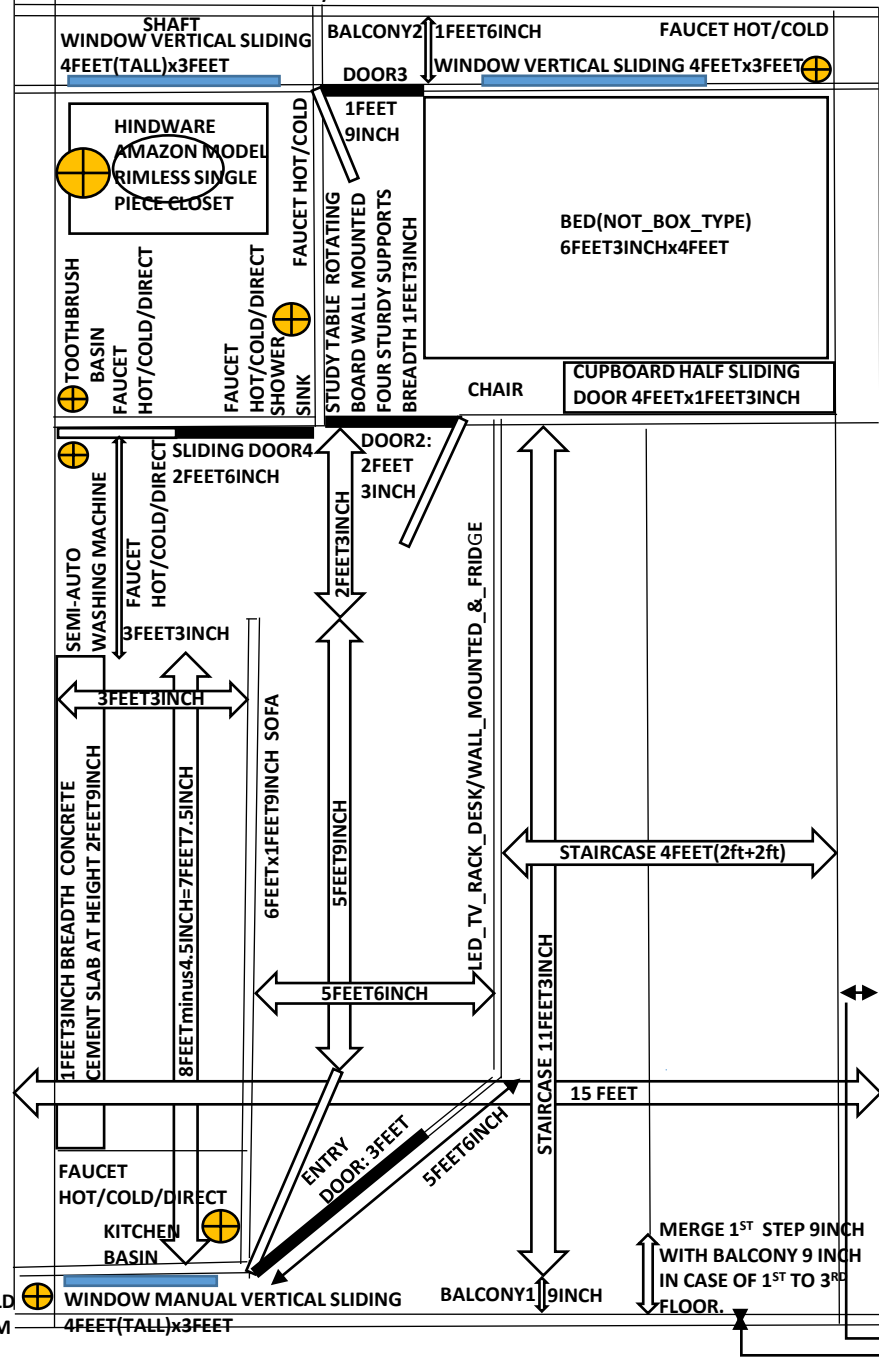 SHAFT
WINDOW VERTICAL SLIDING
4FEET(TALL)x3FEET
BALCONY2
1FEET6INCH
FAUCET HOT/COLD
WINDOW VERTICAL SLIDING 4FEETx3FEET
DOOR3
1FEET
9INCH
HINDWARE
AMAZON MODEL
RIMLESS SINGLE
PIECE CLOSET
FAUCET HOT/COLD
BED(NOT_BOX_TYPE)
6FEET3INCHx4FEET
STUDY TABLE ROTATING
BOARD WALL MOUNTED
FOUR STURDY SUPPORTS
BREADTH 1FEET3INCH
TOOTHBRUSH
BASIN
FAUCET
HOT/COLD/DIRECT
FAUCET
HOT/COLD/DIRECT
SHOWER
SINK
CHAIR
CUPBOARD HALF SLIDING
DOOR 4FEETx1FEET3INCH
SLIDING DOOR4
2FEET6INCH
DOOR2:
2FEET
3INCH
2FEET3INCH
SEMI-AUTO
WASHING MACHINE
FAUCET
HOT/COLD/DIRECT
3FEET3INCH
3FEET3INCH
1FEET3INCH BREADTH CONCRETE
CEMENT SLAB AT HEIGHT 2FEET9INCH
8FEETminus4.5INCH=7FEET7.5INCH
6FEETx1FEET9INCH SOFA
5FEET9INCH
LED_TV_RACK_DESK/WALL_MOUNTED_&_FRIDGE
STAIRCASE 4FEET(2ft+2ft)
STAIRCASE 11FEET3INCH
5FEET6INCH
15 FEET
ENTRY
DOOR: 3FEET
5FEET6INCH
FAUCET
HOT/COLD/DIRECT
KITCHEN
BASIN
MERGE 1ST STEP 9INCH
WITH BALCONY 9 INCH
IN CASE OF 1ST TO 3RD
FLOOR.
BALCONY1
9INCH
WINDOW MANUAL VERTICAL SLIDING
4FEET(TALL)x3FEET